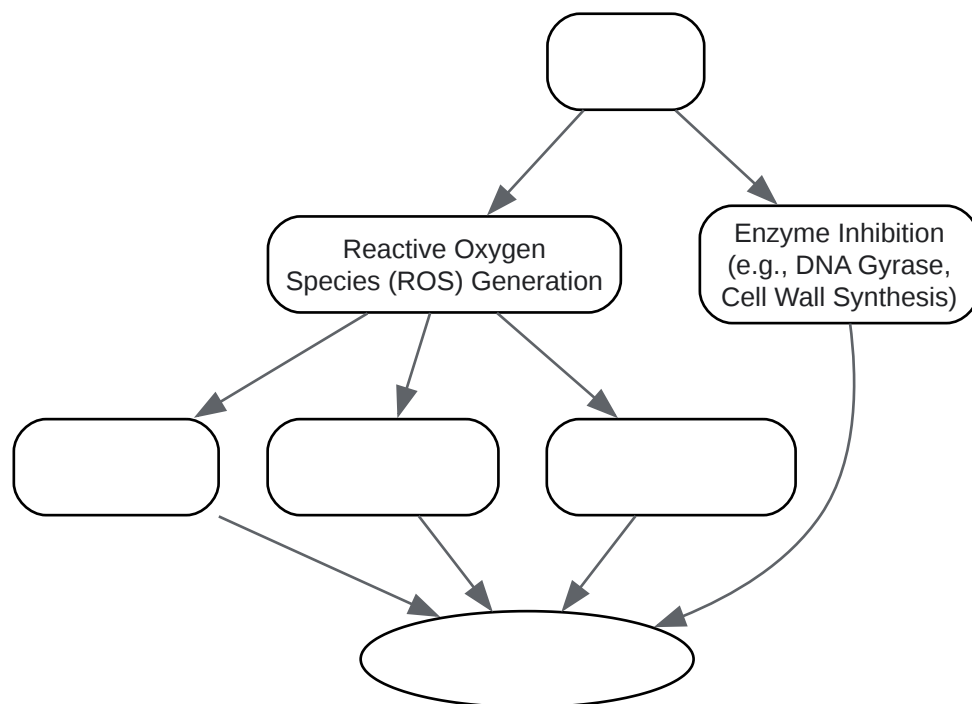 Reactive Oxygen
Species (ROS) Generation
Enzyme Inhibition
(e.g., DNA Gyrase,
Cell Wall Synthesis)